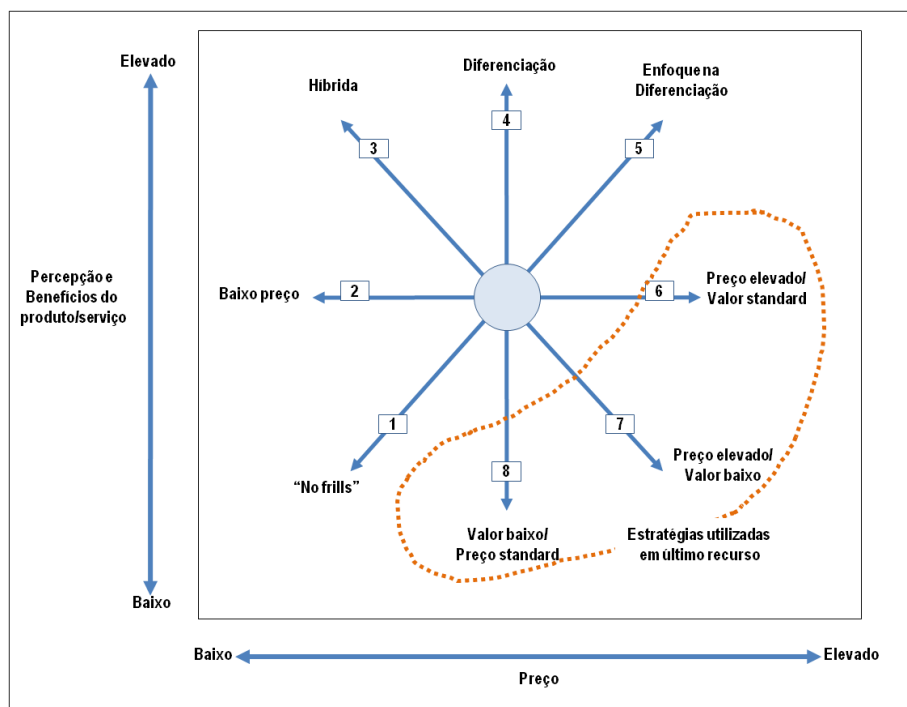 Elevado
Diferenciação
Enfoque na
Diferenciação
Híbrida
4
3
5
Percepção e
Benefícios do
produto/serviço
Baixo preço
2
6
Preço elevado/
Valor standard
1
7
"No frills"
8
Preço elevado/
Valor baixo
Valor baixo/
Preço standard
Estratégias utilizadas
em último recurso
Baixo
Baixo
Elevado
Preço